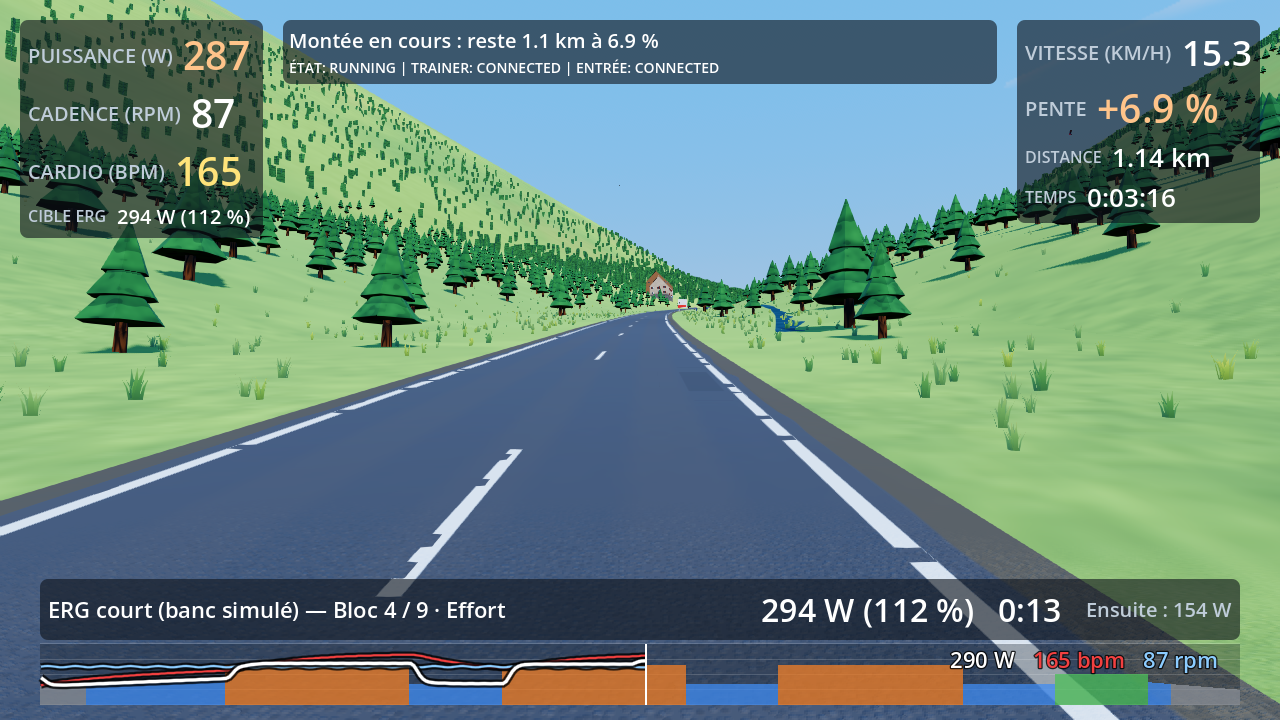 PUISSANCE (W) 287
CADENCE (RPM) 87
CARDIO (BPM) 165
CIBLE ERG 294 W (112 %)
Montée en cours : reste 1.1 km à 6.9 %
ÉTAT: RUNNING | TRAINER: CONNECTED | ENTRÉE: CONNECTED
VITESSE (KM/H) 15.3
PENTE +6.9 %
DISTANCE 1.14 km
TEMPS 0:03:16
ERG court (banc simulé) — Bloc 4 / 9 · Effort 294 W (112 %) 0:13 Ensuite : 154 W
290 W 165 bpm 87 rpm